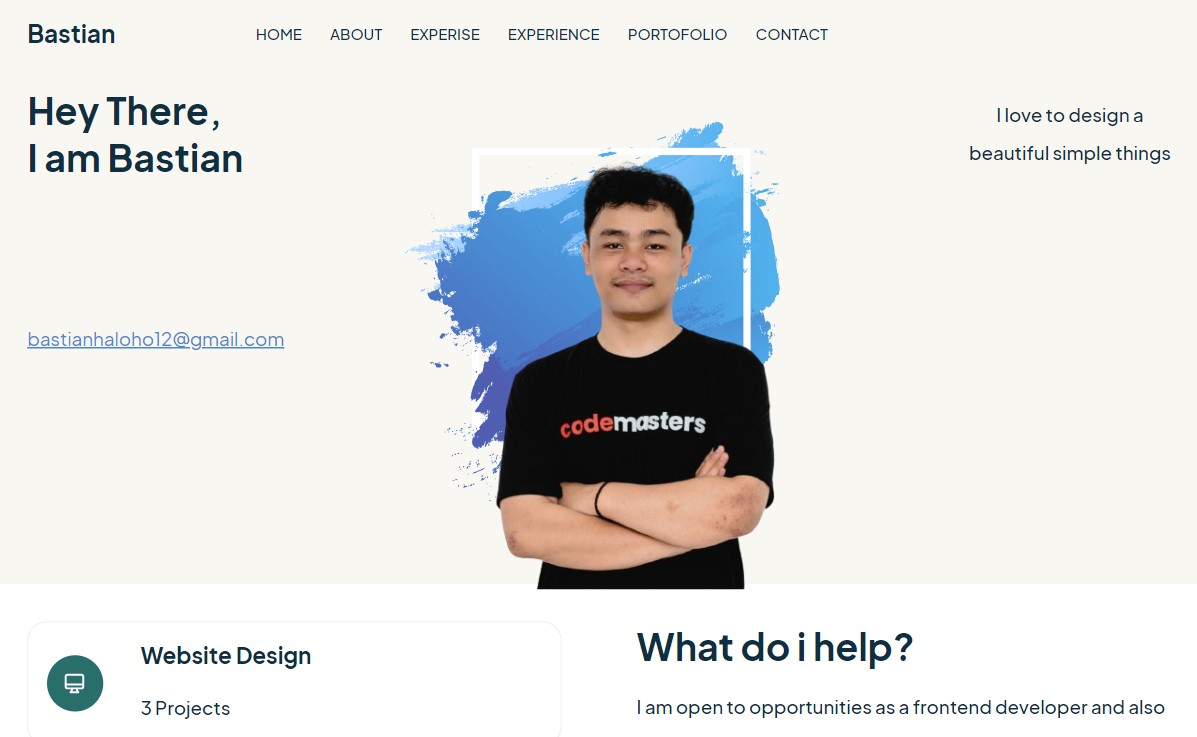 Bastian
HOME ABOUT EXPERISE EXPERIENCE PORTOFOLIO CONTACT
Hey There,
I am Bastian
I love to design a
beautiful simple things
bastianhaloho12@gmail.com
codemasters
Website Design
3 Projects
What do i help?
I am open to opportunities as a frontend developer and also